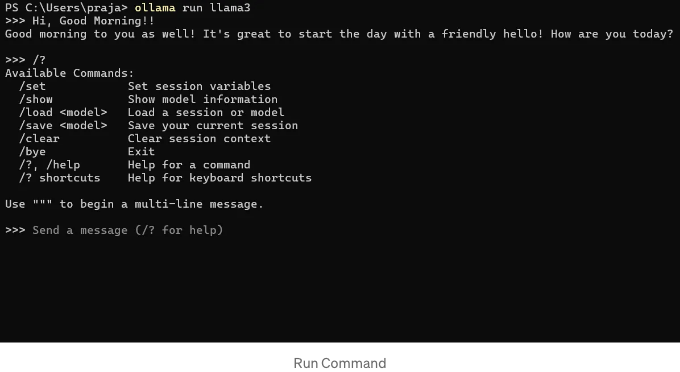 PS C:\Users\praja> ollama run llama3
>>> Hi, Good Morning!!
Good morning to you as well! It's great to start the day with a friendly hello! How are you today?
>>> /?
Available Commands:
/set Set session variables
/show Show model information
/load <model> Load a session or model
/save <model> Save your current session
/clear Clear session context
/bye Exit
/?, /help Help for a command
/? shortcuts Help for keyboard shortcuts
Use """ to begin a multi-line message.
>>> Send a message (/? for help)
Run Command